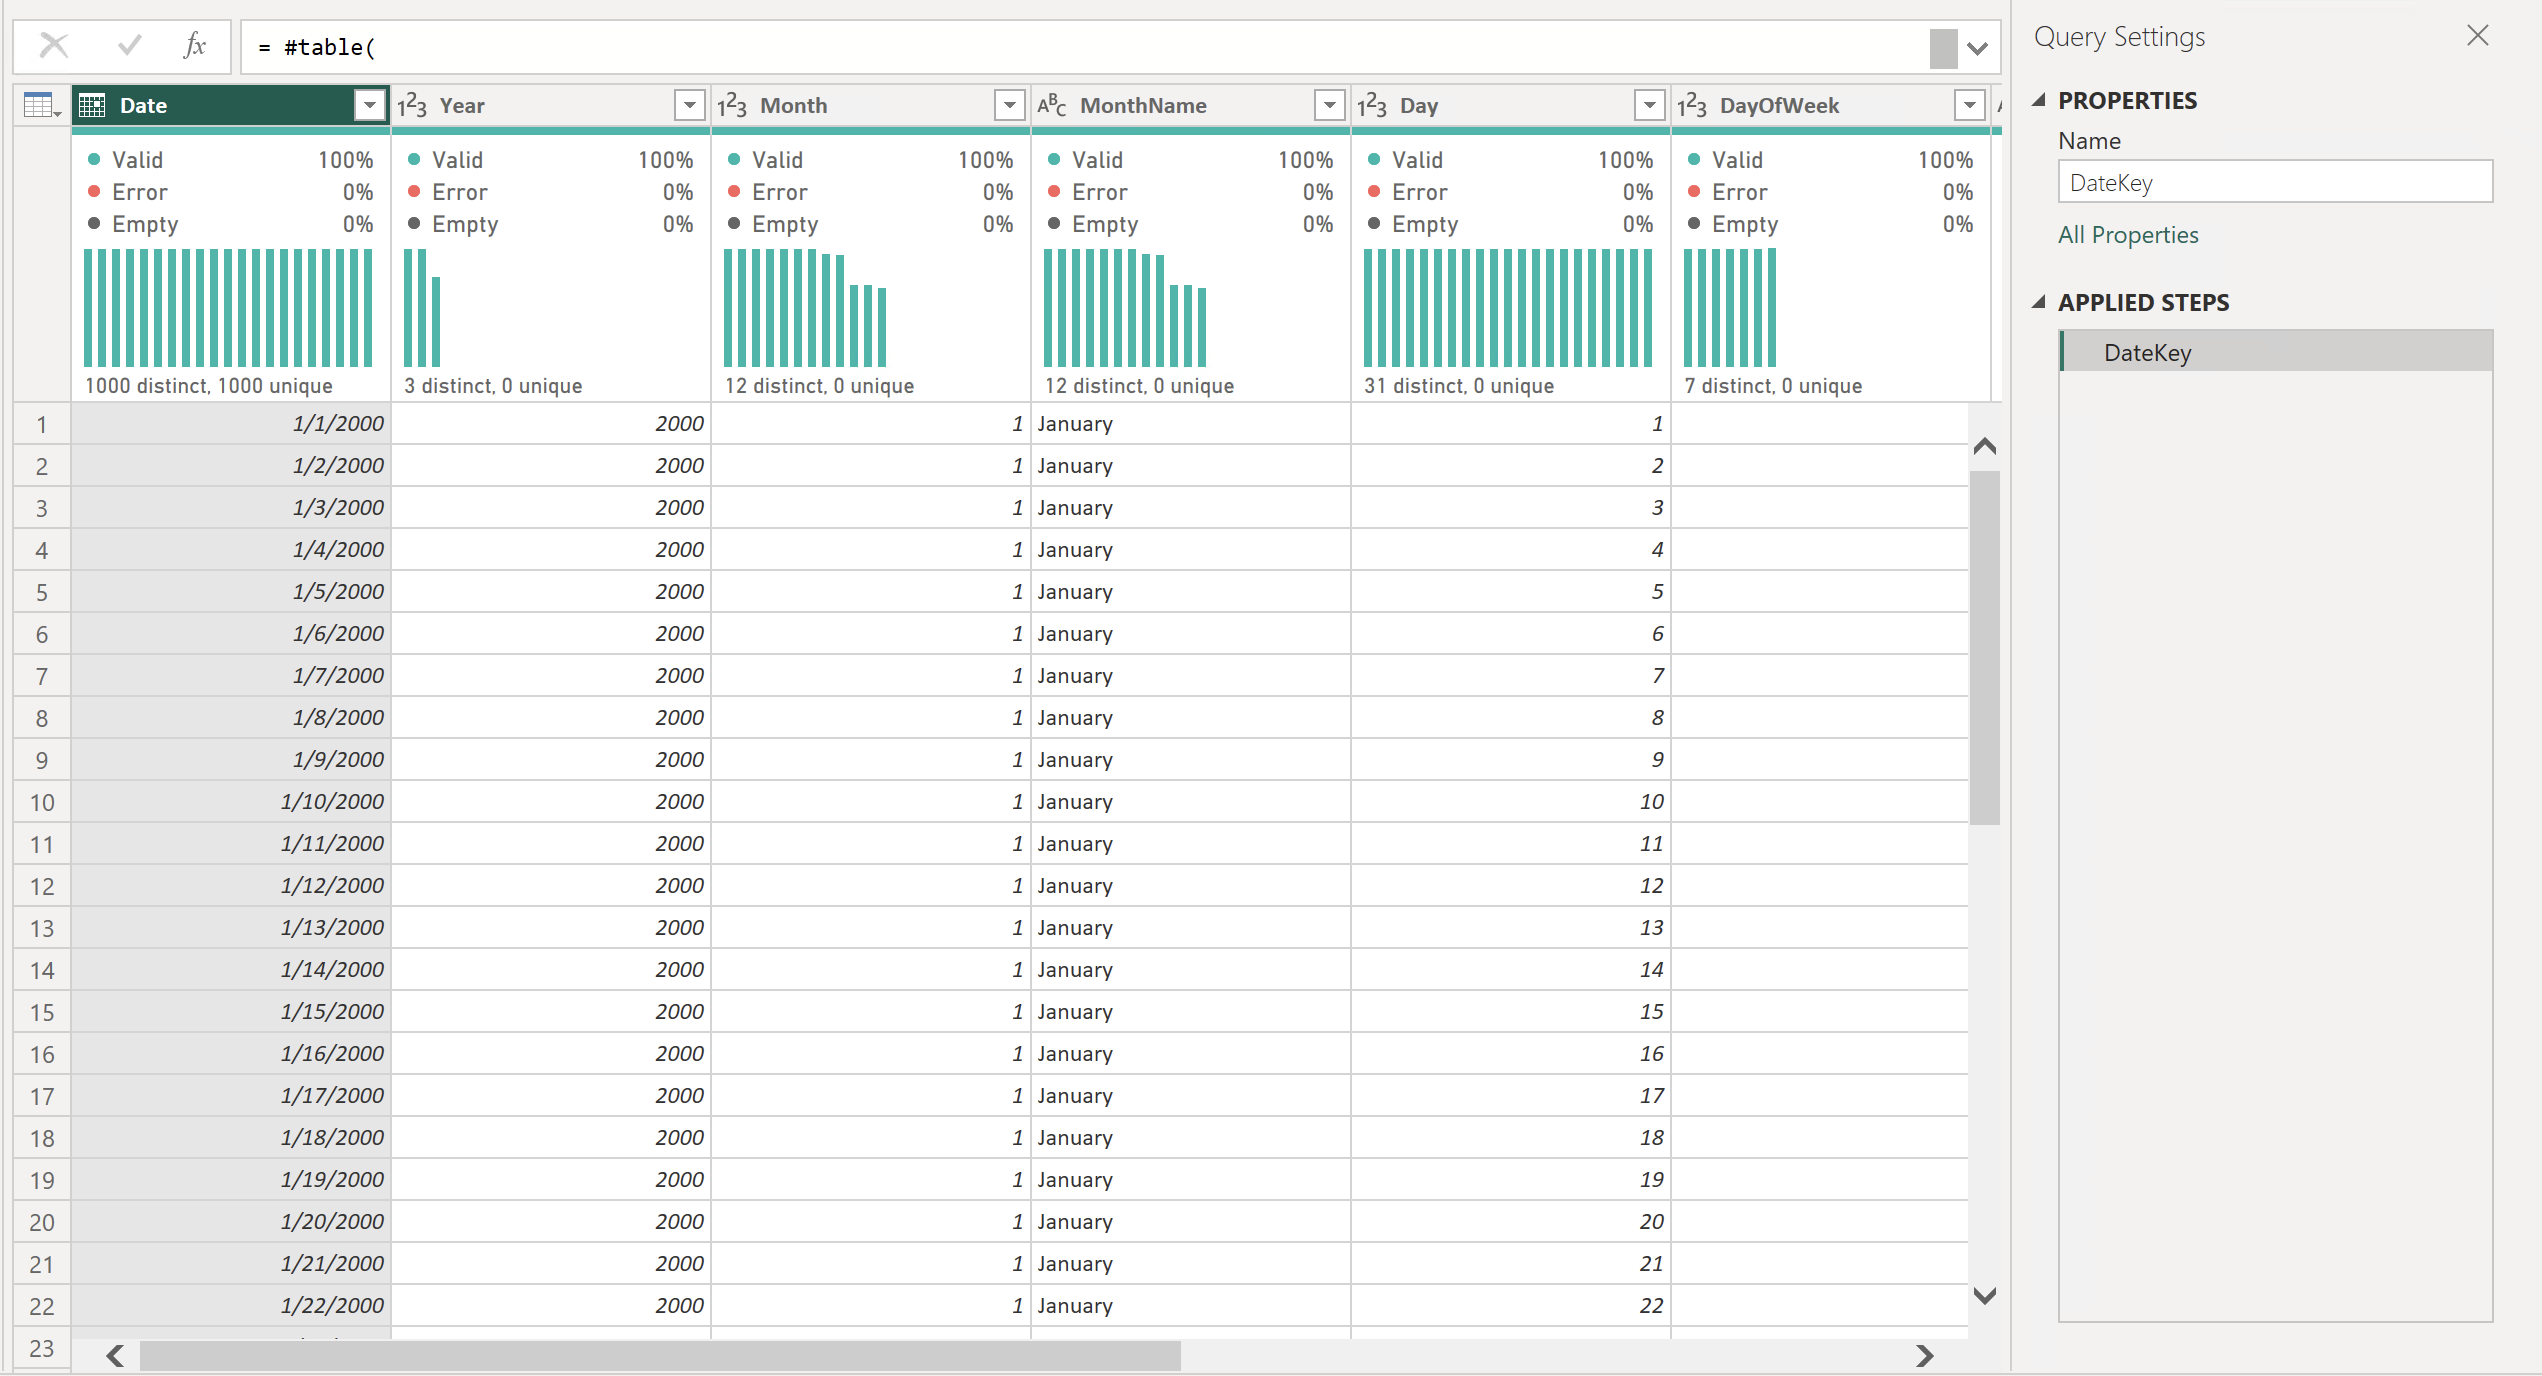 fx = #table(
Query Settings
Date 1²3 Year 1²3 Month ABC MonthName 1²3 Day 1²3 DayOfWeek
PROPERTIES
Name
DateKey
All Properties
APPLIED STEPS
DateKey
Valid 100% Valid 100% Valid 100% Valid 100% Valid 100% Valid 100%
Error 0% Error 0% Error 0% Error 0% Error 0% Error 0%
Empty 0% Empty 0% Empty 0% Empty 0% Empty 0% Empty 0%
1000 distinct, 1000 unique 3 distinct, 0 unique 12 distinct, 0 unique 12 distinct, 0 unique 31 distinct, 0 unique 7 distinct, 0 unique
1 1/1/2000 2000 1 January 1
2 1/2/2000 2000 1 January 2
3 1/3/2000 2000 1 January 3
4 1/4/2000 2000 1 January 4
5 1/5/2000 2000 1 January 5
6 1/6/2000 2000 1 January 6
7 1/7/2000 2000 1 January 7
8 1/8/2000 2000 1 January 8
9 1/9/2000 2000 1 January 9
10 1/10/2000 2000 1 January 10
11 1/11/2000 2000 1 January 11
12 1/12/2000 2000 1 January 12
13 1/13/2000 2000 1 January 13
14 1/14/2000 2000 1 January 14
15 1/15/2000 2000 1 January 15
16 1/16/2000 2000 1 January 16
17 1/17/2000 2000 1 January 17
18 1/18/2000 2000 1 January 18
19 1/19/2000 2000 1 January 19
20 1/20/2000 2000 1 January 20
21 1/21/2000 2000 1 January 21
22 1/22/2000 2000 1 January 22
23